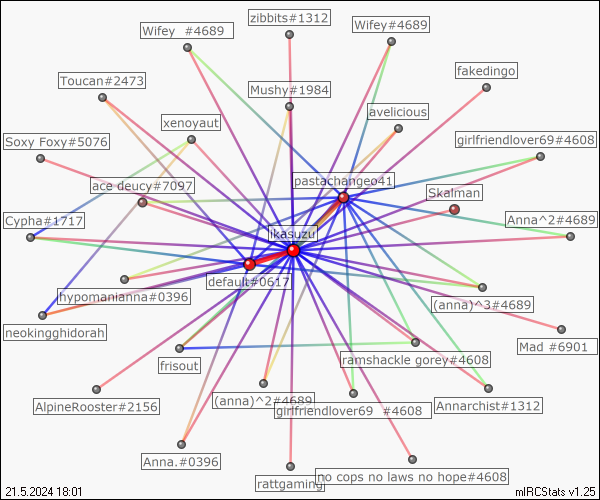 zibbits#1312
Wifey #4689
Wifey#4689
fakedingo
Toucan#2473
Mushy#1984
avelicious
xenoyaut
Soxy Foxy#5076
girlfriendlover69#4608
pastachangeo41
ace deucy#7097
Skalman
Cypha#1717
Anna^2#4689
ikasuzu
default#0617
hypomanianna#0396
(anna)^3#4689
neokingghidorah
Mad #6901
frisout
ramshackle gorey#4608
AlpineRooster#2156
(anna)^2#4689
girlfriendlover69 #4608
Annarchist#1312
Anna.#0396
rattgaming
no cops no laws no hope#4608
21.5.2024 18:01
mIRCStats v1.25